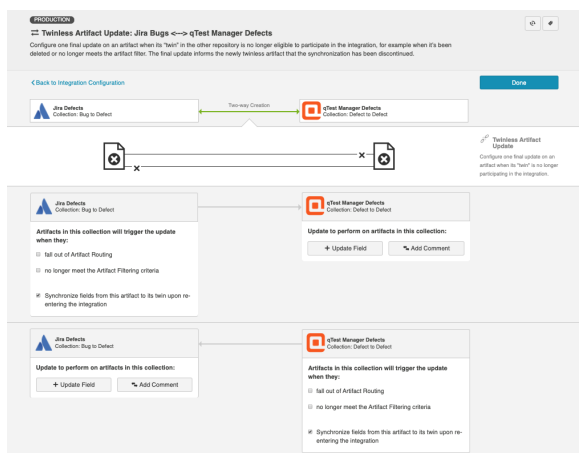 PRODUCTION
Twinless Artifact Update: Jira Bugs <---> qTest Manager Defects
Configure one final update on an artifact when its "twin" in the other repository is no longer eligible to participate in the integration, for example when it's been
deleted or no longer meets the artifact filter. The final update informs the newly twinless artifact that the synchronization has been discontinued.
Back to Integration Configuration
Done
Jira Defects
Collection: Bug to Defect
Two-way Creation
qTest Manager Defects
Collection: Defect to Defect
Twinless Artifact
Update
Configure one final update on an
artifact when its "twin" is no longer
participating in the integration.
Jira Defects
Collection: Bug to Defect
Artifacts in this collection will trigger the update
when they:
fall out of Artifact Routing
no longer meet the Artifact Filtering criteria
Synchronize fields from this artifact to its twin upon re-
entering the integration
qTest Manager Defects
Collection: Defect to Defect
Update to perform on artifacts in this collection:
+ Update Field
Add Comment
Jira Defects
Collection: Bug to Defect
Update to perform on artifacts in this collection:
+ Update Field
Add Comment
qTest Manager Defects
Collection: Defect to Defect
Artifacts in this collection will trigger the update
when they:
fall out of Artifact Routing
no longer meet the Artifact Filtering criteria
Synchronize fields from this artifact to its twin upon re-
entering the integration